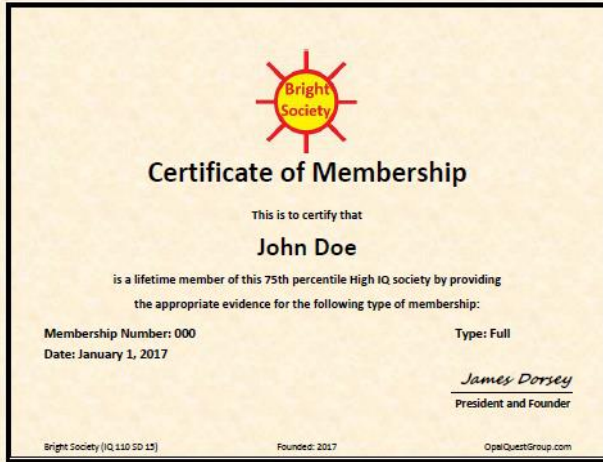 Bright
Society
Certificate of Membership
This is to certify that
John Doe
is a lifetime member of this 75th percentile High IQ society by providing
the appropriate evidence for the following type of membership:
Membership Number: 000 Type: Full
Date: January 1, 2017
James Dorsey
President and Founder
Bright Society (IQ 110 SD 15) Founded: 2017 OpalQuestGroup.com